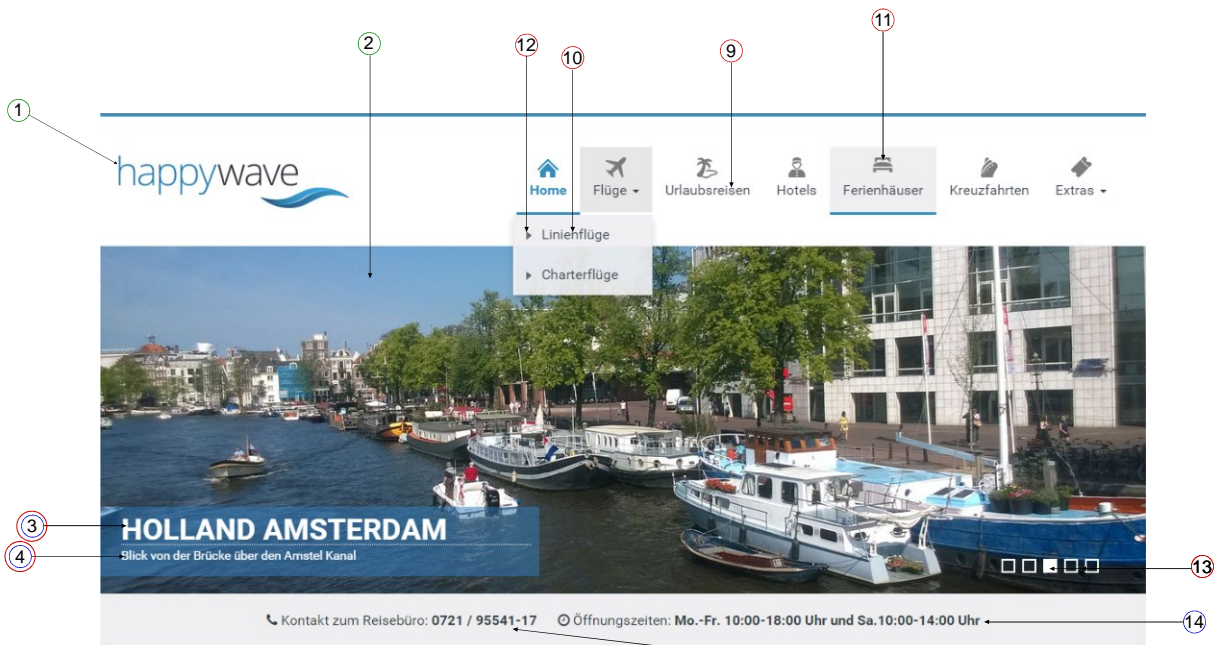 11
2
12
10
9
1
happywave
Home
Flüge
Urlaubsreisen
Hotels
Ferienhäuser
Kreuzfahrten
Extras
Linienflüge
Charterflüge
3
HOLLAND AMSTERDAM
4
Blick von der Brücke über den Amstel Kanal
13
Kontakt zum Reisebüro: 0721 / 95541-17
Öffnungszeiten: Mo.-Fr. 10:00-18:00 Uhr und Sa.10:00-14:00 Uhr
14